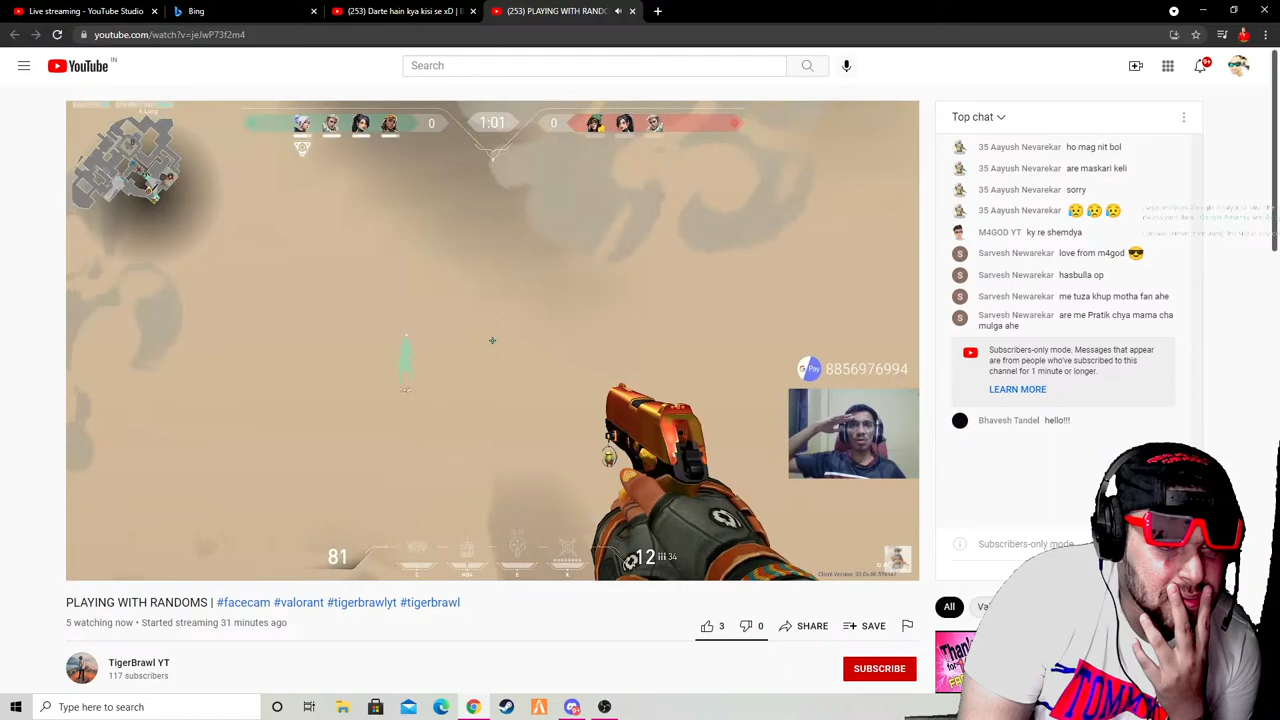 Live streaming - YouTube Studio
Bing
(253) Darte hain kya kisi se xD |
(253) PLAYING WITH RANDO
youtube.com/watch?v=jeJwP73f2m4
YouTube IN
Search
9+
0 1:01 0
B
8856976994
G Pay
81
C E X
12 34
PLAYING WITH RANDOMS | #facecam #valorant #tigerbrawlyt #tigerbrawl
5 watching now • Started streaming 31 minutes ago
3 0 SHARE SAVE
TigerBrawl YT
117 subscribers
SUBSCRIBE
Top chat
35 Aayush Nevarekar ho mag nit bol
35 Aayush Nevarekar are maskari keli
35 Aayush Nevarekar sorry
35 Aayush Nevarekar 😥😥😥
M4GOD YT ky re shemdya
S Sarvesh Newarekar love from m4god 😎
S Sarvesh Newarekar hasbulla op
S Sarvesh Newarekar me tuza khup motha fan ahe
S Sarvesh Newarekar are me Pratik chya mama cha
mulga ahe
Subscribers-only mode. Messages that appear
are from people who've subscribed to this
channel for 1 minute or longer.
LEARN MORE
Bhavesh Tandel hello!!!
Subscribers-only mode
All
TOMMY
Type here to search